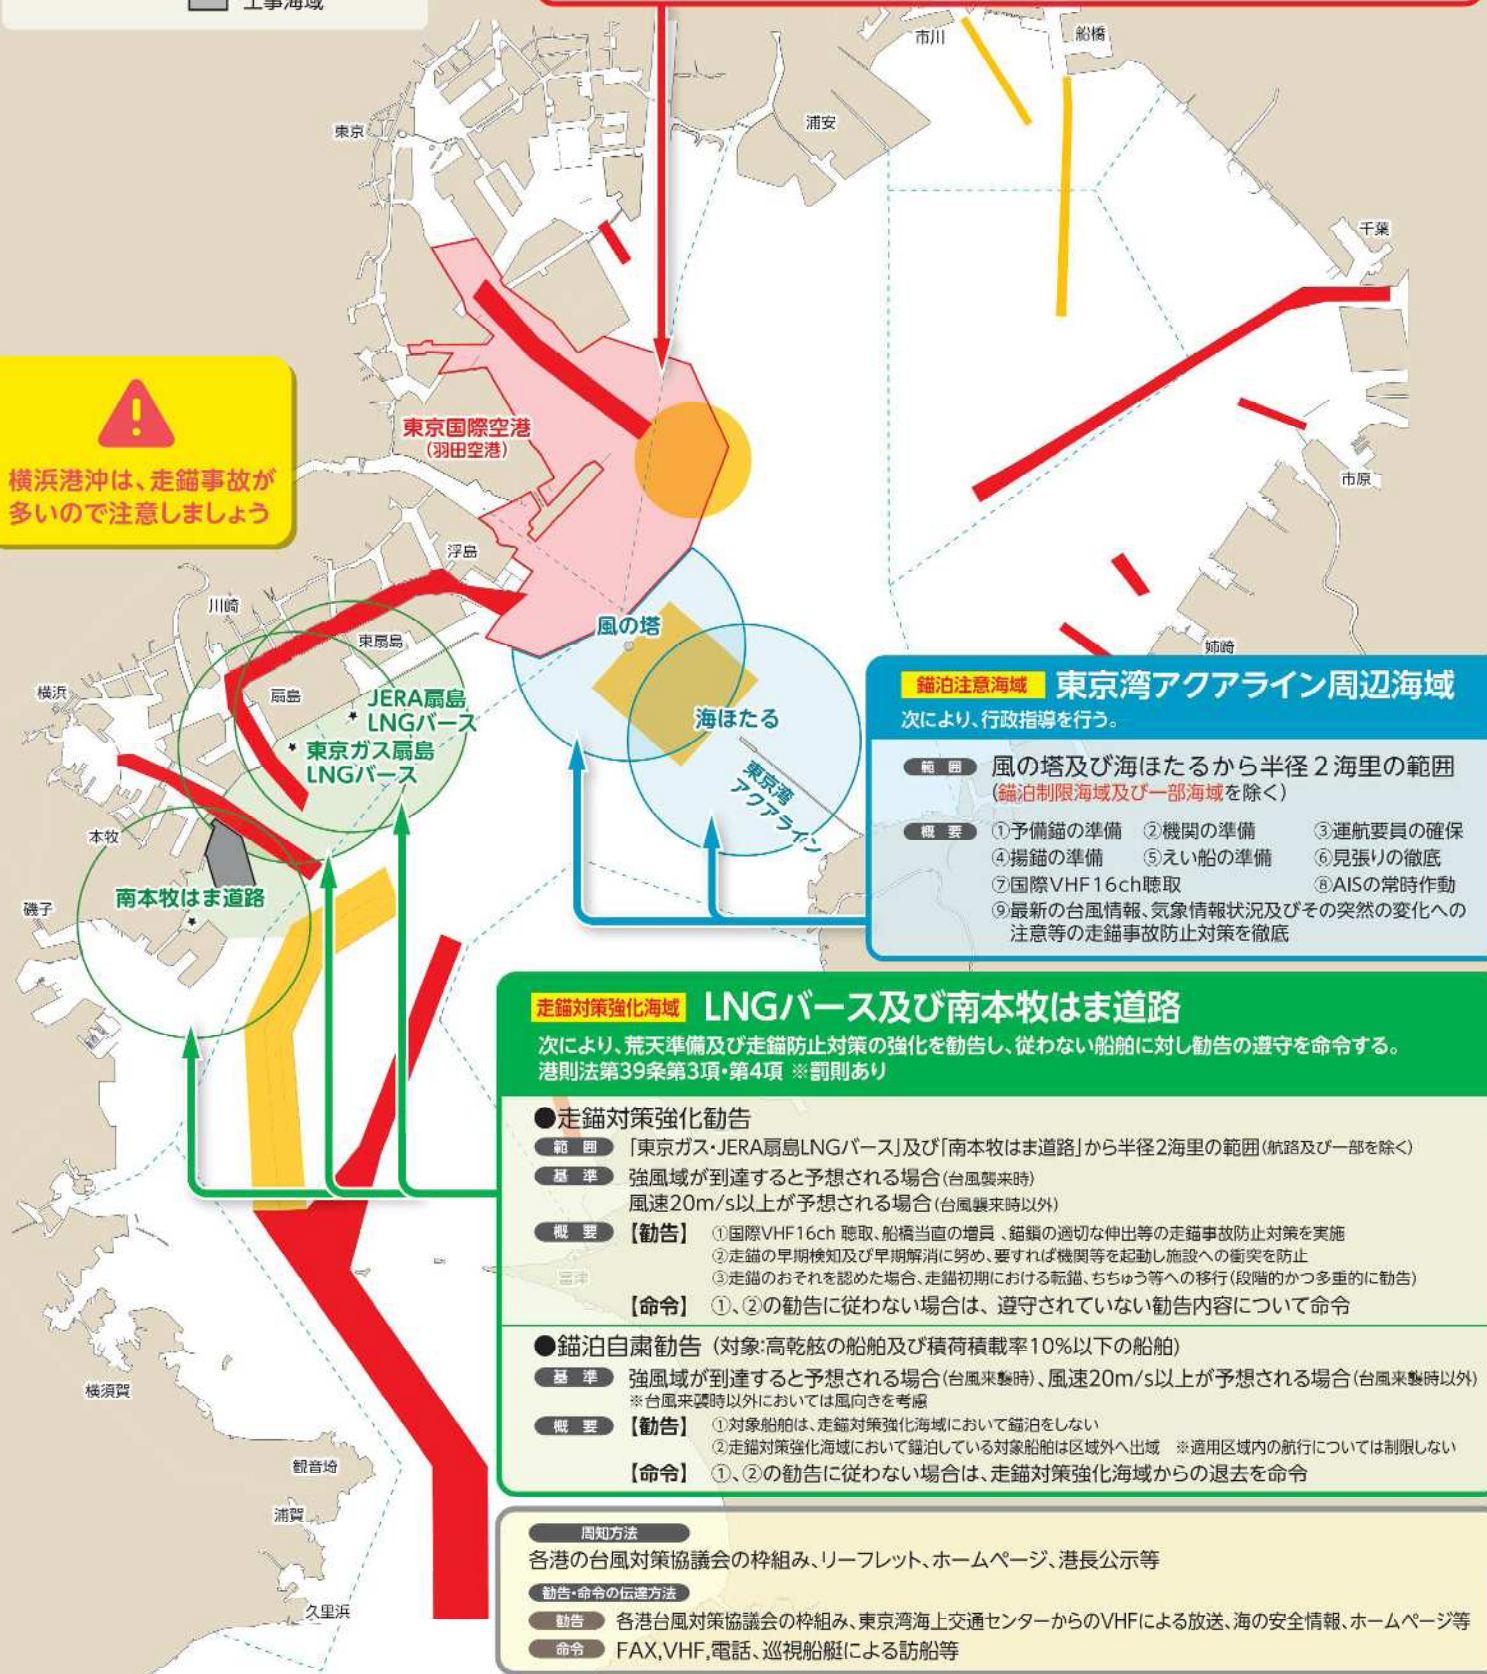 工事海域
市川
船橋
東京
浦安
千葉
東京国際空港
(羽田空港)
横浜港沖は、走錨事故が
多いので注意しましょう
市原
浮島
川崎
東扇島
風の塔
姉崎
横浜
扇島
JERA扇島
LNGバース
東京ガス扇島
LNGバース
海ほたる
東京湾
アクアライン
本牧
南本牧はま道路
磯子
錨泊注意海域 東京湾アクアライン周辺海域
次により、行政指導を行う。
範囲 風の塔及び海ほたるから半径2海里の範囲
(錨泊制限海域及び一部海域を除く)
概要 ①予備錨の準備 ②機関の準備 ③運航要員の確保
④揚錨の準備 ⑤えい船の準備 ⑥見張りの徹底
⑦国際VHF16ch聴取 ⑧AISの常時作動
⑨最新の台風情報、気象情報状況及びその突然の変化への
注意等の走錨事故防止対策を徹底
走錨対策強化海域 LNGバース及び南本牧はま道路
次により、荒天準備及び走錨防止対策の強化を勧告し、従わない船舶に対し勧告の遵守を命令する。
港則法第39条第3項・第4項 ※罰則あり
●走錨対策強化勧告
範囲 「東京ガス・JERA扇島LNGバース」及び「南本牧はま道路」から半径2海里の範囲(航路及び一部を除く)
基準 強風域が到達すると予想される場合(台風襲来時)
風速20m/s以上が予想される場合(台風襲来時以外)
概要 【勧告】 ①国際VHF16ch 聴取、船橋当直の増員、錨鎖の適切な伸出等の走錨事故防止対策を実施
②走錨の早期検知及び早期解消に努め、要すれば機関等を起動し施設への衝突を防止
③走錨のおそれを認めた場合、走錨初期における転錨、ちちゅう等への移行(段階的かつ多重的に勧告)
富津
【命令】 ①、②の勧告に従わない場合は、遵守されていない勧告内容について命令
●錨泊自粛勧告 (対象:高乾舷の船舶及び積荷積載率10%以下の船舶)
基準 強風域が到達すると予想される場合(台風来襲時)、風速20m/s以上が予想される場合(台風来襲時以外)
※台風来襲時以外においては風向きを考慮
概要 【勧告】 ①対象船舶は、走錨対策強化海域において錨泊をしない
②走錨対策強化海域において錨泊している対象船舶は区域外へ出域 ※適用区域内の航行については制限しない
【命令】 ①、②の勧告に従わない場合は、走錨対策強化海域からの退去を命令
横須賀
観音埼
浦賀
久里浜
周知方法
各港の台風対策協議会の枠組み、リーフレット、ホームページ、港長公示等
勧告・命令の伝達方法
勧告 各港台風対策協議会の枠組み、東京湾海上交通センターからのVHFによる放送、海の安全情報、ホームページ等
命令 FAX,VHF,電話、巡視船艇による訪船等